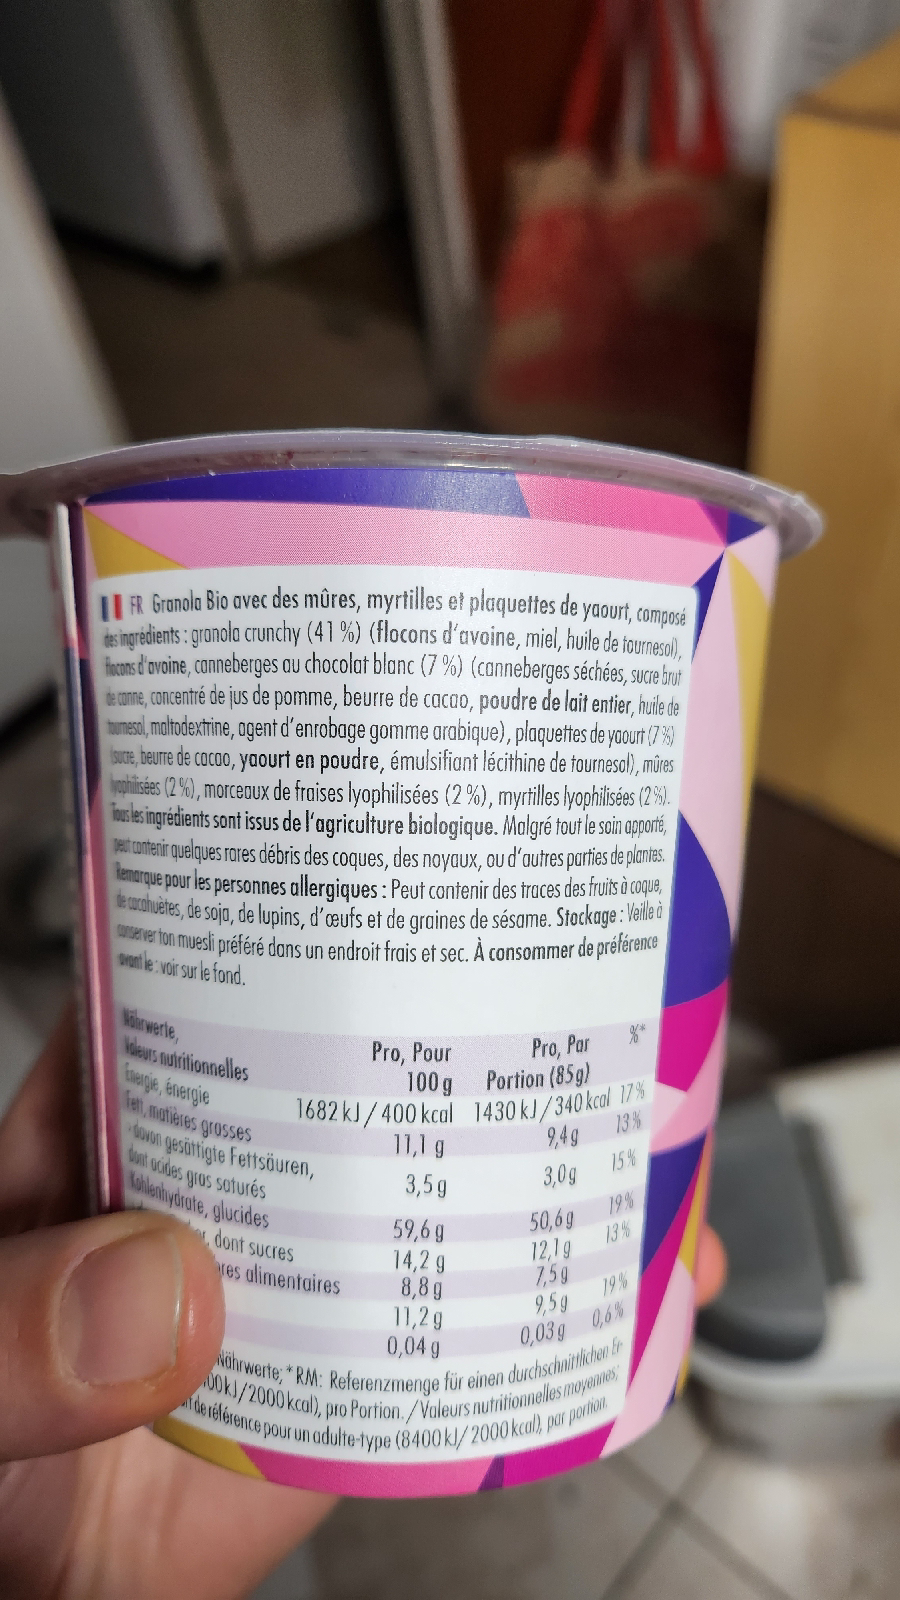 FR Granola Bio avec des mûres, myrtilles et plaquettes de yaourt, composé
des ingrédients : granola crunchy (41 %) (flocons d'avoine, miel, huile de tournesol),
flocons d'avoine, canneberges au chocolat blanc (7 %) (canneberges séchées, sucre brut
de canne, concentré de jus de pomme, beurre de cacao, poudre de lait entier, huile de
tournesol, maltodextrine, agent d'enrobage gomme arabique), plaquettes de yaourt (7 %)
(sucre, beurre de cacao, yaourt en poudre, émulsifiant lécithine de tournesol), mûres
lyophilisées (2 %), morceaux de fraises lyophilisées (2 %), myrtilles lyophilisées (2 %).
Tous les ingrédients sont issus de l'agriculture biologique. Malgré tout le soin apporté,
peut contenir quelques rares débris des coques, des noyaux, ou d'autres parties de plantes.
Remarque pour les personnes allergiques : Peut contenir des traces des fruits à coque,
de cacahuètes, de soja, de lupins, d'œufs et de graines de sésame. Stockage : Veille à
conserver ton muesli préféré dans un endroit frais et sec. À consommer de préférence
avant le : voir sur le fond.
Nährwerte,
Valeurs nutritionnelles Pro, Pour Pro, Par %*
100 g Portion (85g)
Energie, énergie 1682 kJ / 400 kcal 1430 kJ / 340 kcal 17 %
Fett, matières grasses 11,1 g 9,4 g 13 %
- davon gesättigte Fettsäuren,
dont acides gras saturés 3,5 g 3,0 g 15 %
Kohlenhydrate, glucides 59,6 g 50,6 g 19 %
dont sucres 14,2 g 12,1 g 13 %
res alimentaires 8,8 g 7,5 g
11,2 g 9,5 g 19 %
0,04 g 0,03 g 0,6 %
Nährwerte; * RM: Referenzmenge für einen durchschnittlichen Er-
00 kJ / 2000 kcal), pro Portion. / Valeurs nutritionnelles moyennes;
de référence pour un adulte-type (8400 kJ/ 2000 kcal), par portion.